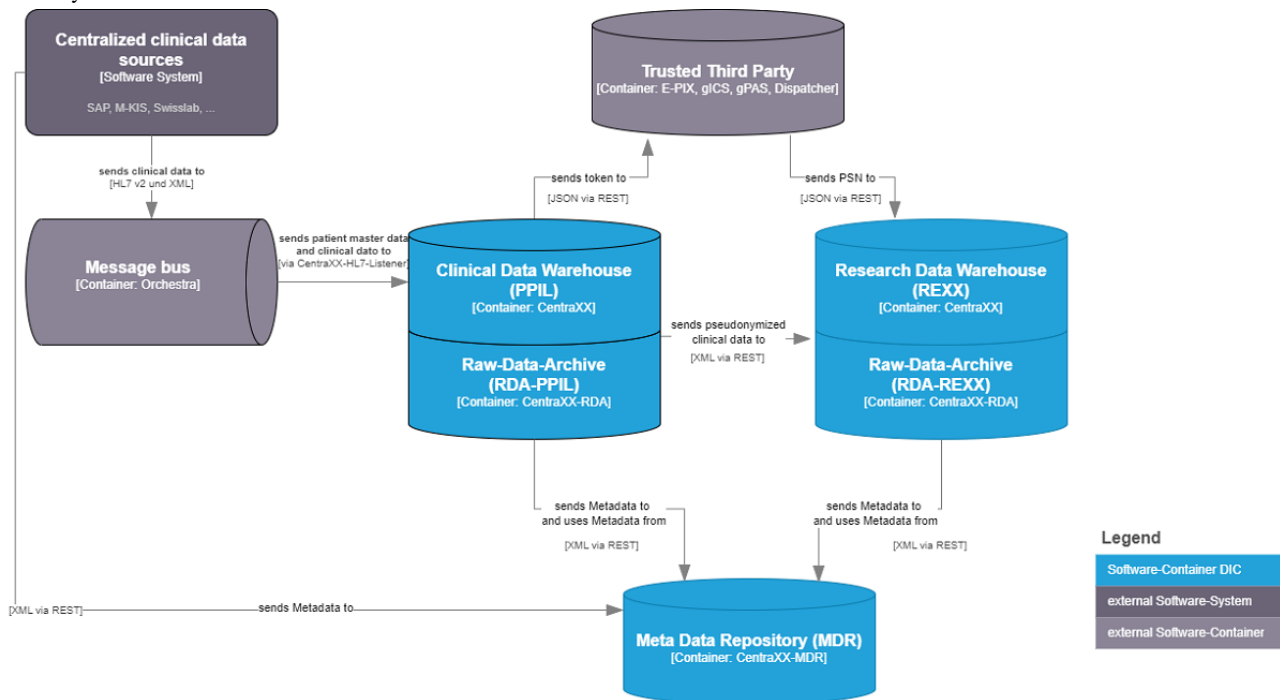 Centralized clinical data
sources
[Software System]
SAP, M-KIS, Swisslab, ...
Trusted Third Party
[Container: E-PIX, gICS, gPAS, Dispatcher]
sends clinical data to
[HL7 v2 und XML]
sends token to
[JSON via REST]
sends PSN to
[JSON via REST]
Message bus
[Container: Orchestra]
sends patient master data
and clinical dato to
[via CentraXX-HL7-Listener]
Clinical Data Warehouse
(PPIL)
[Container: CentraXX]
Raw-Data-Archive
(RDA-PPIL)
[Container: CentraXX-RDA]
sends pseudonymized
clinical data to
[XML via REST]
Research Data Warehouse
(REXX)
[Container: CentraXX]
Raw-Data-Archive
(RDA-REXX)
[Container: CentraXX-RDA]
sends Metadata to
and uses Metadata from
[XML via REST]
sends Metadata to
and uses Metadata from
[XML via REST]
[XML via REST]
sends Metadata to
Meta Data Repository (MDR)
[Container: CentraXX-MDR]
Legend
Software-Container DIC
external Software-System
external Software-Container